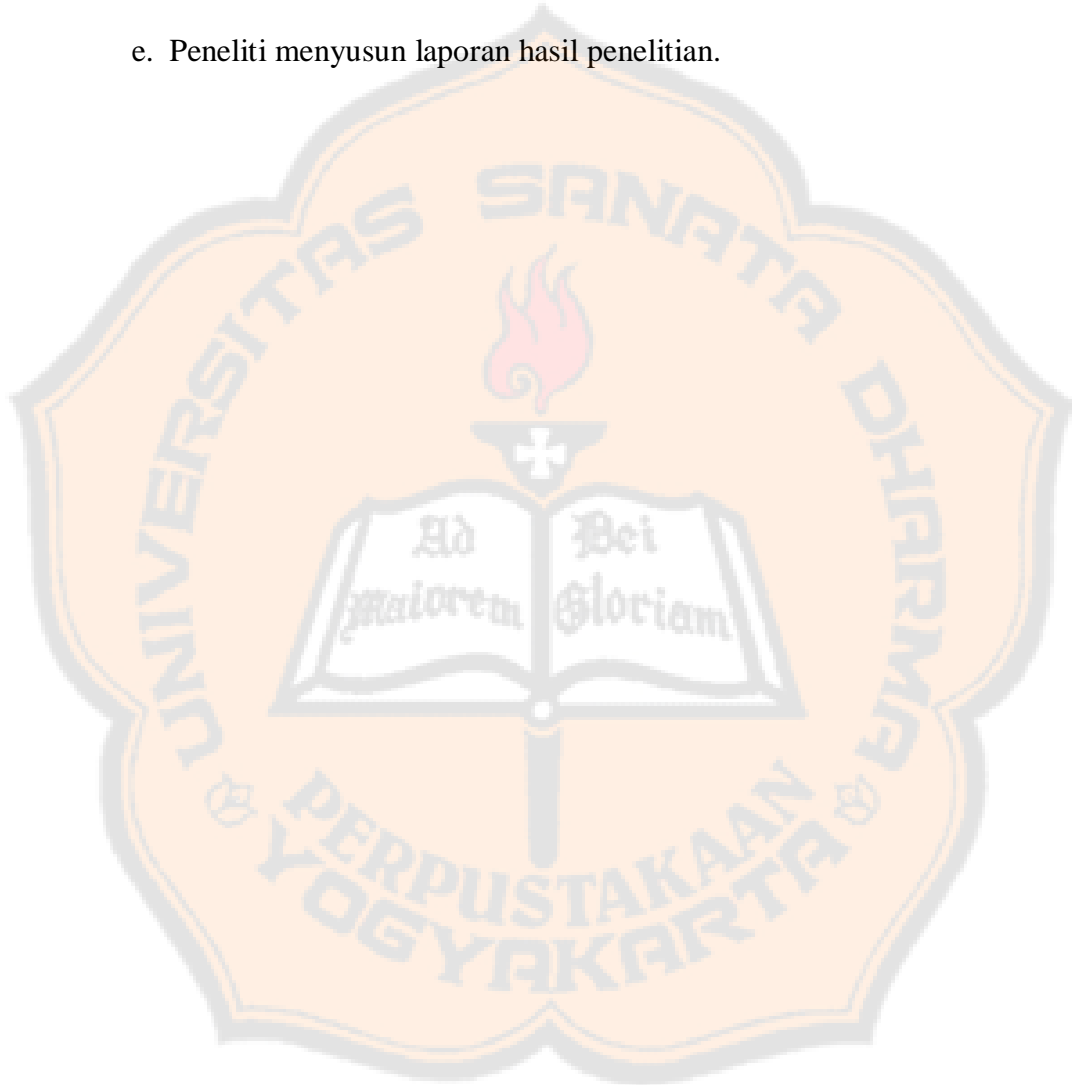 e. Peneliti menyusun laporan hasil penelitian.
UNIVERSITAS SANATA DHARMA
Ad
Maiorem
Dei
Gloriam
PERPUSTAKAAN
YOGYAKARTA